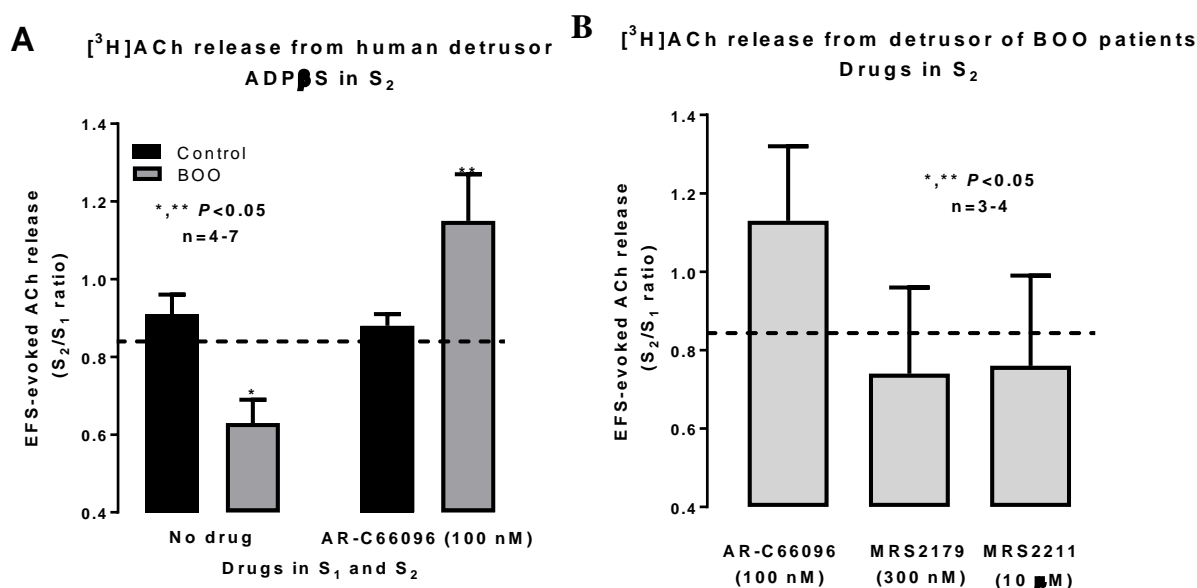 A
[³H]ACh release from human detrusor
ADPβS in S₂
EFS-evoked ACh release
(S₂/S₁ ratio)
1.4
1.2
1.0
0.8
0.6
0.4
Control
BOO
*,** P<0.05
n=4-7
*
**
No drug
AR-C66096 (100 nM)
Drugs in S₁ and S₂
B
[³H]ACh release from detrusor of BOO patients
Drugs in S₂
EFS-evoked ACh release
(S₂/S₁ ratio)
1.4
1.2
1.0
0.8
0.6
0.4
*,** P<0.05
n=3-4
AR-C66096
(100 nM)
MRS2179
(300 nM)
MRS2211
(10 μM)